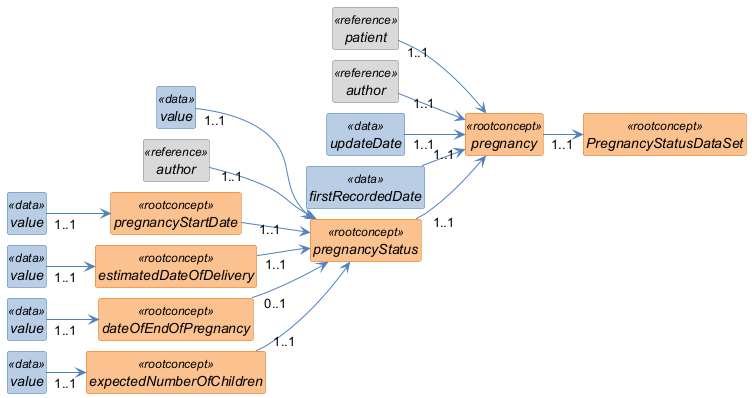 «reference»
patient
1..1
«reference»
author
1..1
«data»
value
1..1
«data»
updateDate
1..1
«rootconcept»
pregnancy
1..1
«rootconcept»
PregnancyStatusDataSet
«reference»
author
1..1
«data»
firstRecordedDate
1..1
«data»
value
1..1
«rootconcept»
pregnancyStartDate
1..1
«rootconcept»
pregnancyStatus
1..1
«data»
value
1..1
«rootconcept»
estimatedDateOfDelivery
1..1
«data»
value
1..1
«rootconcept»
dateOfEndOfPregnancy
0..1
«data»
value
1..1
«rootconcept»
expectedNumberOfChildren
1..1